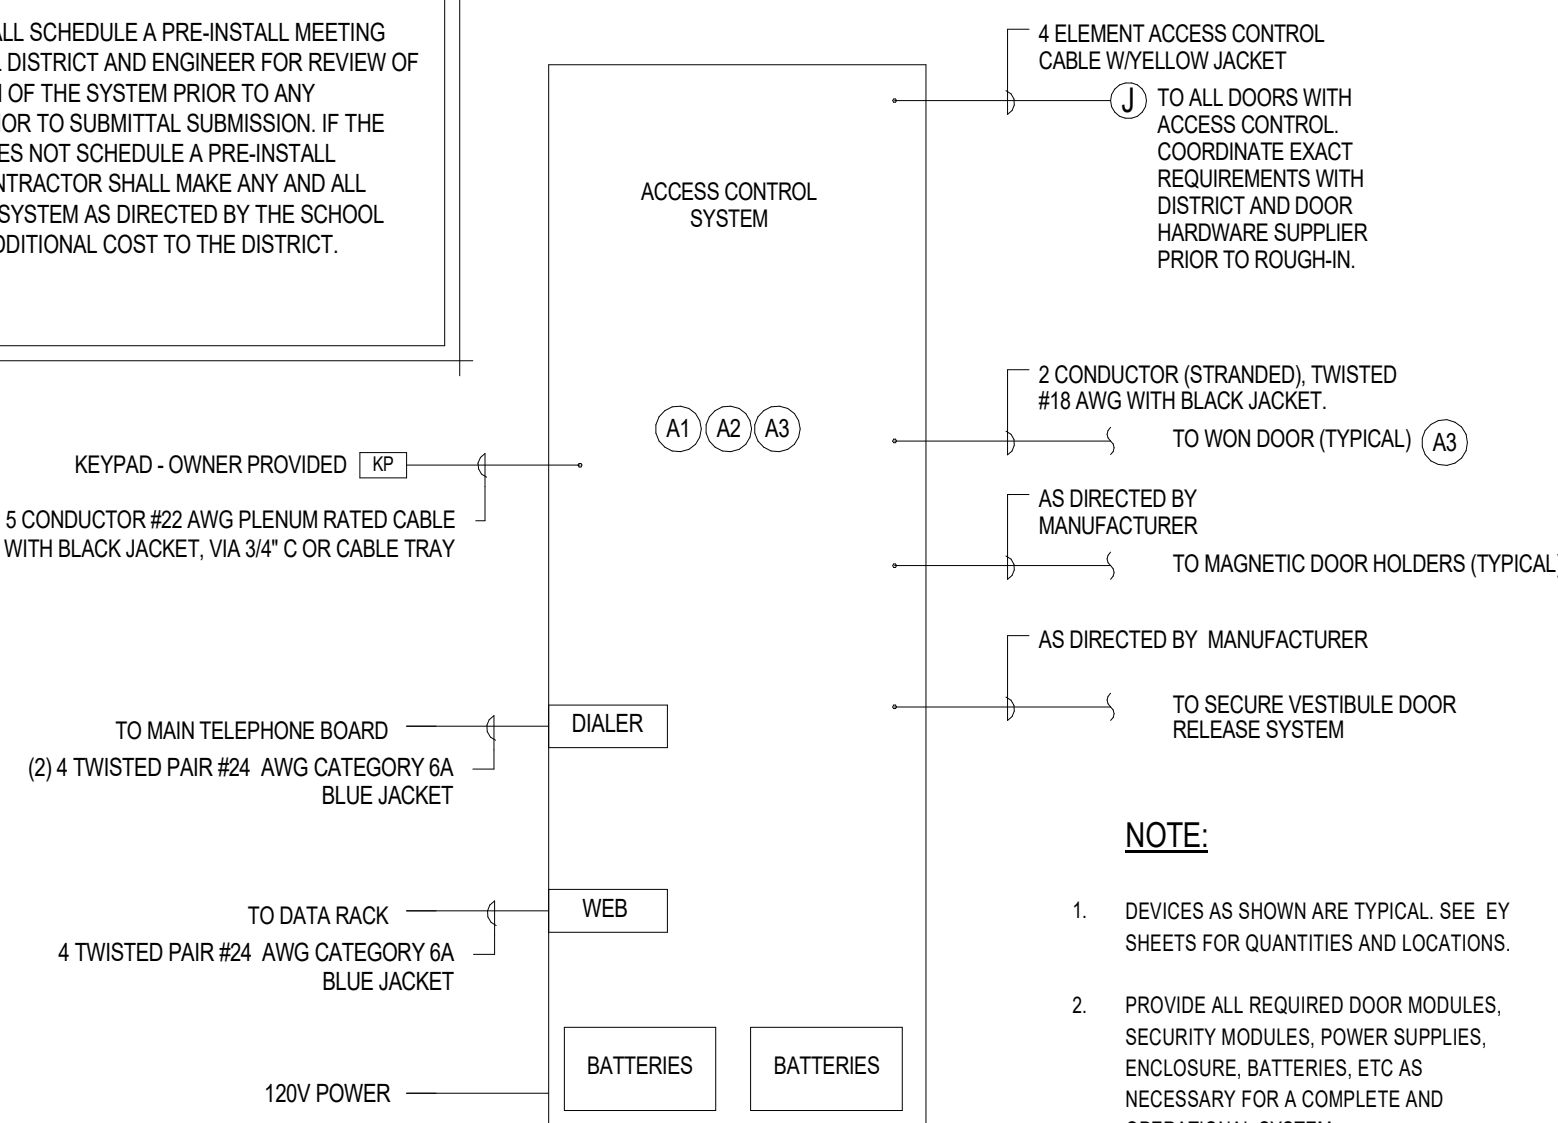 ALL SCHEDULE A PRE-INSTALL MEETING
DISTRICT AND ENGINEER FOR REVIEW OF
OF THE SYSTEM PRIOR TO ANY
TO SUBMITTAL SUBMISSION. IF THE
NOT SCHEDULE A PRE-INSTALL
SHALL MAKE ANY AND ALL
SYSTEM AS DIRECTED BY THE SCHOOL
COST TO THE DISTRICT.
4 ELEMENT ACCESS CONTROL
CABLE W/YELLOW JACKET
J
TO ALL DOORS WITH
ACCESS CONTROL.
COORDINATE EXACT
REQUIREMENTS WITH
DISTRICT AND DOOR
HARDWARE SUPPLIER
PRIOR TO ROUGH-IN.
ACCESS CONTROL
SYSTEM
A1 A2 A3
2 CONDUCTOR (STRANDED), TWISTED
#18 AWG WITH BLACK JACKET.
TO WON DOOR (TYPICAL) A3
KEYPAD - OWNER PROVIDED KP
5 CONDUCTOR #22 AWG PLENUM RATED CABLE
WITH BLACK JACKET, VIA 3/4" C OR CABLE TRAY
AS DIRECTED BY
MANUFACTURER
TO MAGNETIC DOOR HOLDERS (TYPICAL)
AS DIRECTED BY MANUFACTURER
TO SECURE VESTIBULE DOOR
RELEASE SYSTEM
TO MAIN TELEPHONE BOARD
DIALER
(2) 4 TWISTED PAIR #24 AWG CATEGORY 6A
BLUE JACKET
TO DATA RACK
WEB
4 TWISTED PAIR #24 AWG CATEGORY 6A
BLUE JACKET
BATTERIES
BATTERIES
120V POWER
NOTE:
1. DEVICES AS SHOWN ARE TYPICAL. SEE EY
SHEETS FOR QUANTITIES AND LOCATIONS.
2. PROVIDE ALL REQUIRED DOOR MODULES,
SECURITY MODULES, POWER SUPPLIES,
ENCLOSURE, BATTERIES, ETC AS
NECESSARY FOR A COMPLETE AND